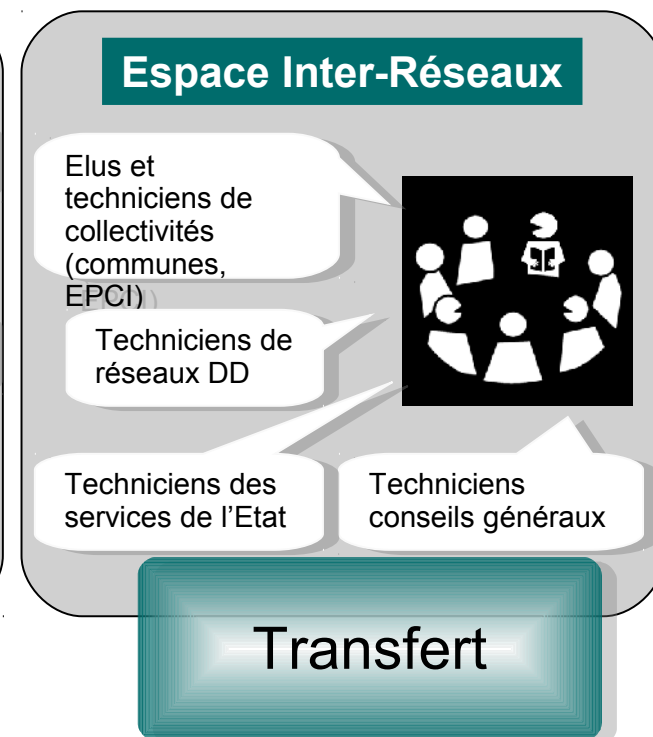 Espace Inter-Réseaux
Elus et
techniciens de
collectivités
(communes,
EPCI)
Techniciens de
réseaux DD
Techniciens des
services de l’Etat
Techniciens
conseils généraux
Transfert